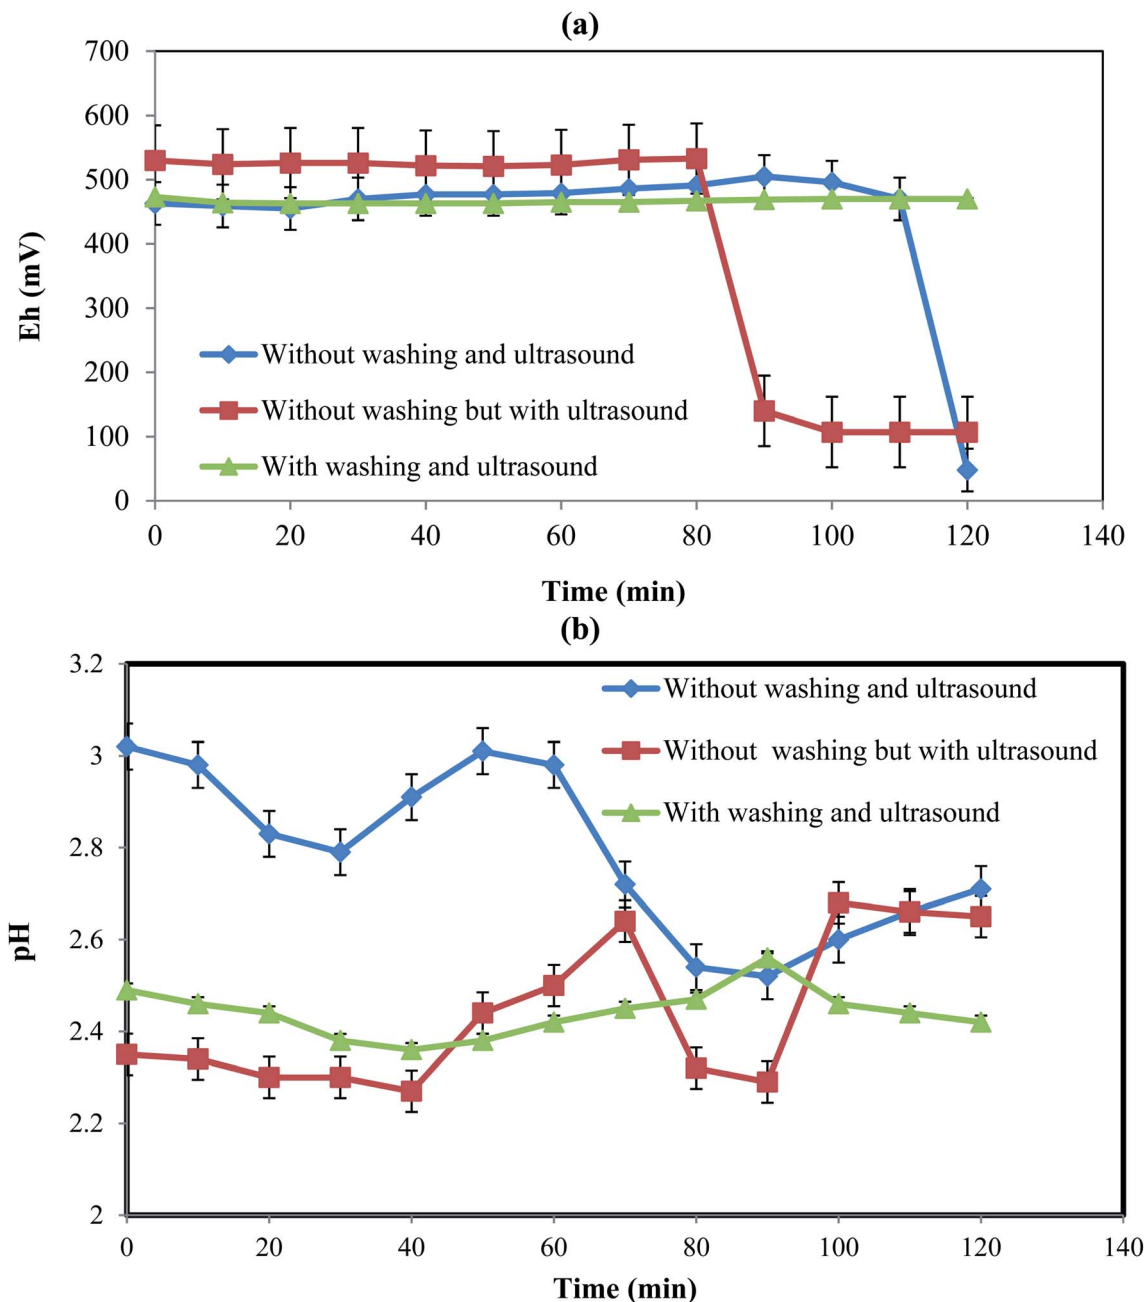 (a)
700
600
500
400
300
200
100
0
Eh (mV)
Without washing and ultrasound
Without washing but with ultrasound
With washing and ultrasound
0 20 40 60 80 100 120 140
Time (min)
(b)
3.2
3
2.8
2.6
2.4
2.2
2
pH
Without washing and ultrasound
Without washing but with ultrasound
With washing and ultrasound
0 20 40 60 80 100 120 140
Time (min)